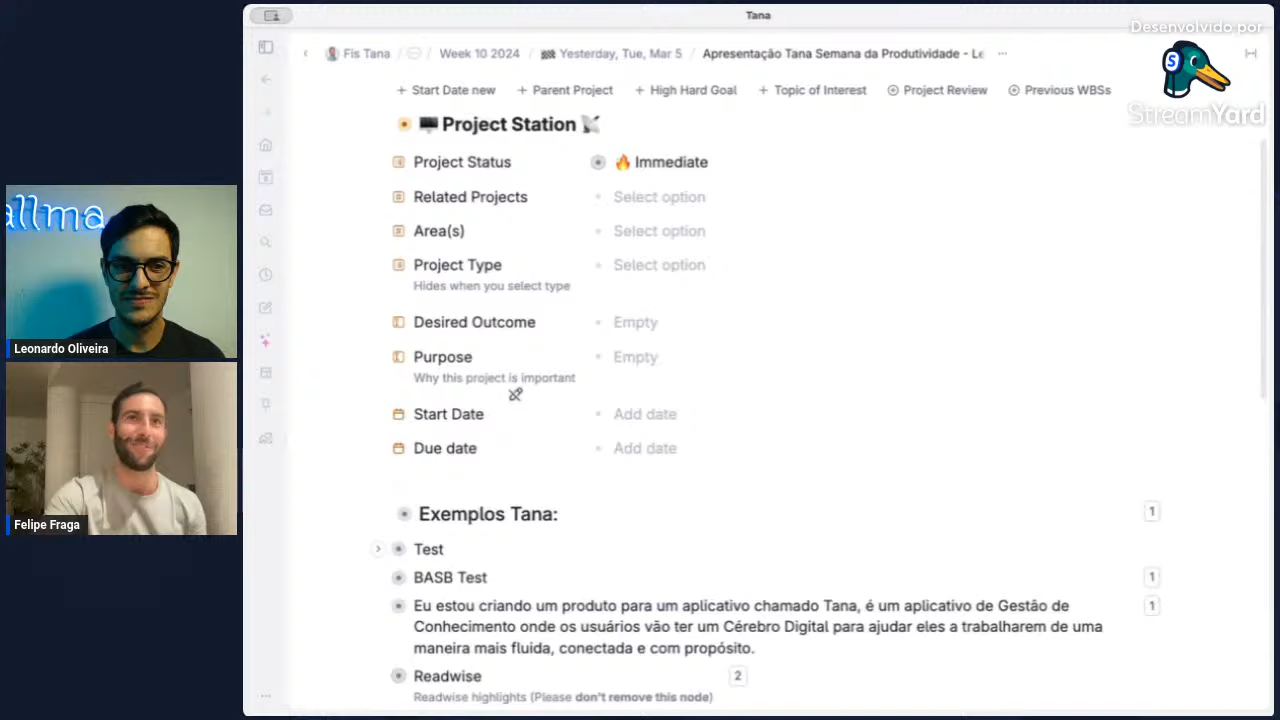 Tana
Desenvolvido por
StreamYard
Fis Tana / / Week 10 2024 / Yesterday, Tue, Mar 5 / Apresentação Tana Semana da Produtividade - Le ···
+ Start Date new + Parent Project + High Hard Goal + Topic of Interest Project Review Previous WBSs
Project Station
Project Status Immediate
Related Projects Select option
Area(s) Select option
Project Type Select option
Hides when you select type
Desired Outcome Empty
Purpose Empty
Why this project is important
Start Date Add date
Due date Add date
Exemplos Tana: 1
Test
BASB Test 1
Eu estou criando um produto para um aplicativo chamado Tana, é um aplicativo de Gestão de 1
Conhecimento onde os usuários vão ter um Cérebro Digital para ajudar eles a trabalharem de uma
maneira mais fluida, conectada e com propósito.
Readwise 2
Readwise highlights (Please don't remove this node)
allma
Leonardo Oliveira
Felipe Fraga